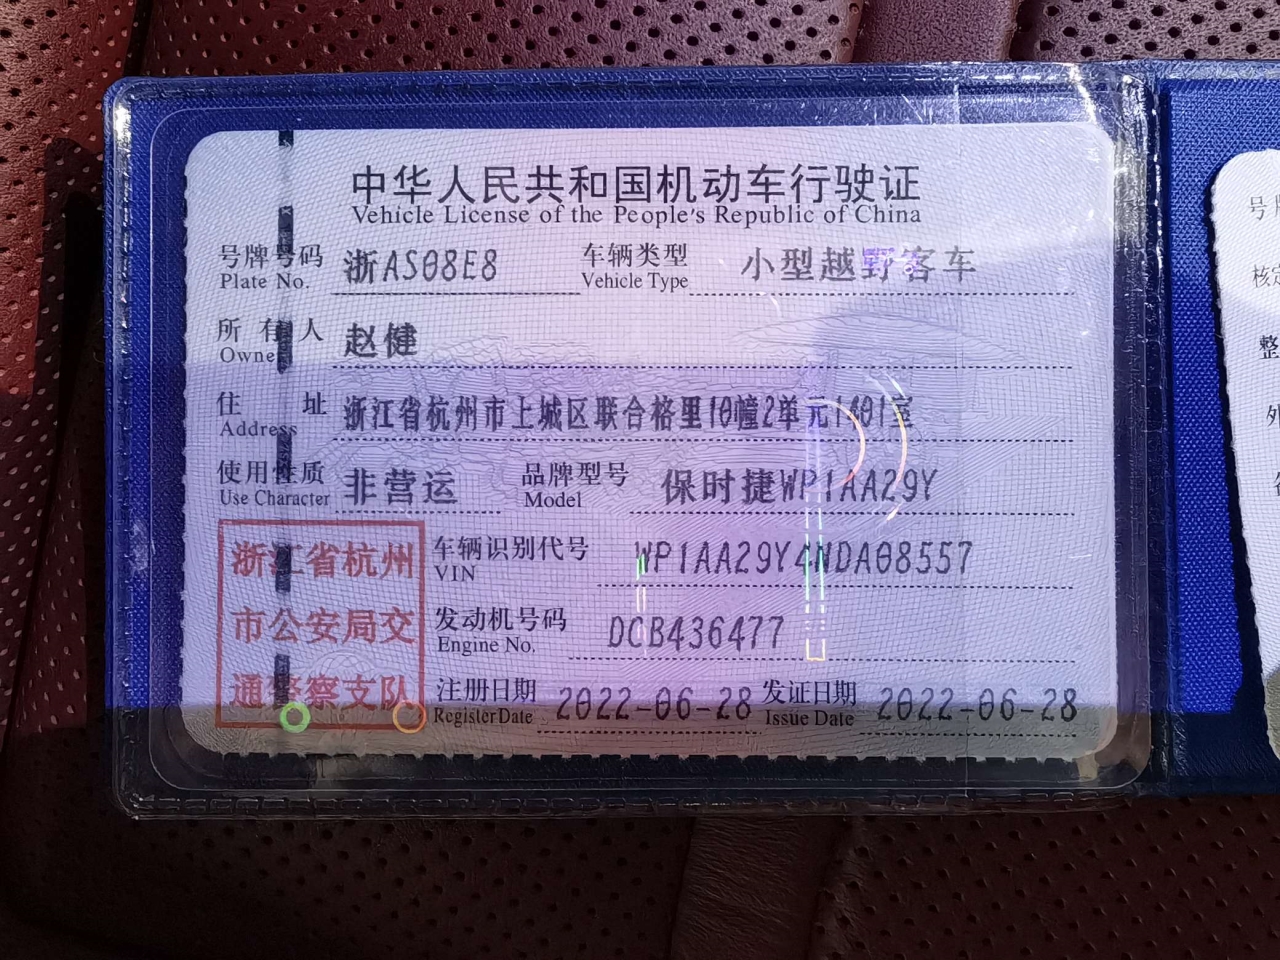 中华人民共和国机动车行驶证
Vehicle License of the People's Republic of China
号牌号码 浙AS08E8 车辆类型 小型越野客车
Plate No. Vehicle Type
所有人 赵健
Owner
住址 浙江省杭州市上城区联合格里10幢2单元1401室
Address
使用性质 非营运 品牌型号 保时捷WP1AA29Y
Use Character Model
浙江省杭州
市公安局交
通警察支队
车辆识别代号 WP1AA29Y4NDA08557
VIN
发动机号码 DCB436477
Engine No.
注册日期 2022-06-28 发证日期 2022-06-28
Register Date Issue Date
号牌
核定
整
外